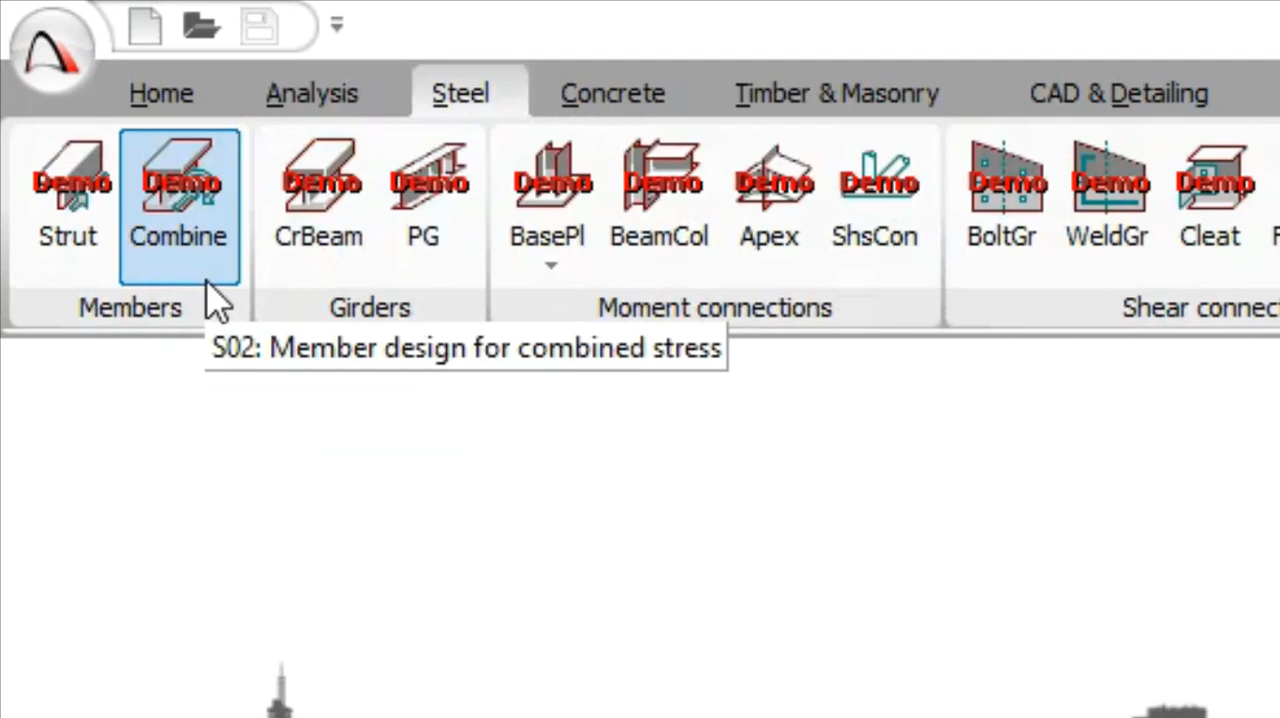 Home Analysis Steel Concrete Timber & Masonry CAD & Detailing
Demo Demo Demo Demo Demo Demo Demo Demo Demo Demo Demo
Strut Combine CrBeam PG BasePl BeamCol Apex ShsCon BoltGr WeldGr Cleat
Members Girders Moment connections Shear
S02: Member design for combined stress